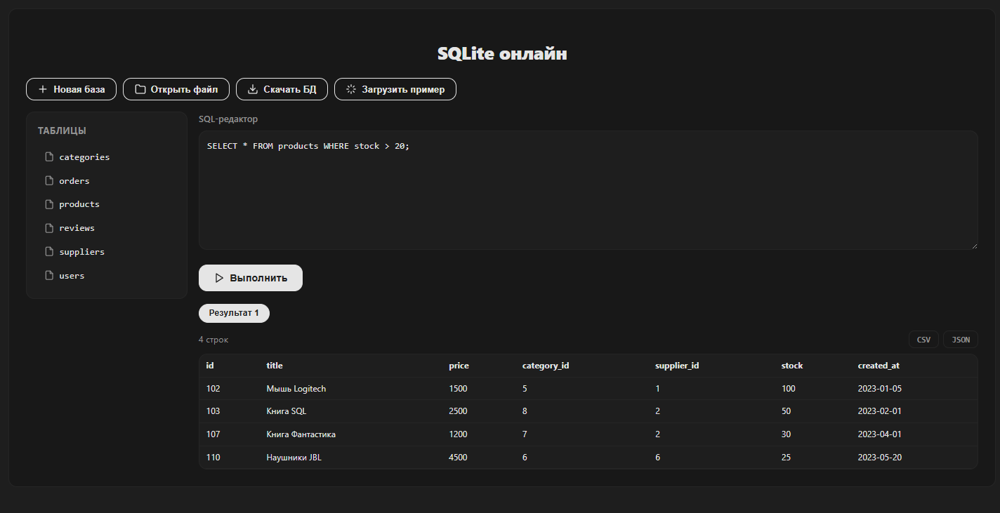 SQLite онлайн
Новая база Открыть файл Скачать БД Загрузить пример
ТАБЛИЦЫ
categories
orders
products
reviews
suppliers
users
SQL-редактор
SELECT * FROM products WHERE stock > 20;
Выполнить
Результат 1
4 строк CSV JSON
id title price category_id supplier_id stock created_at
102 Мышь Logitech 1500 5 1 100 2023-01-05
103 Книга SQL 2500 8 2 50 2023-02-01
107 Книга Фантастика 1200 7 2 30 2023-04-01
110 Наушники JBL 4500 6 6 25 2023-05-20